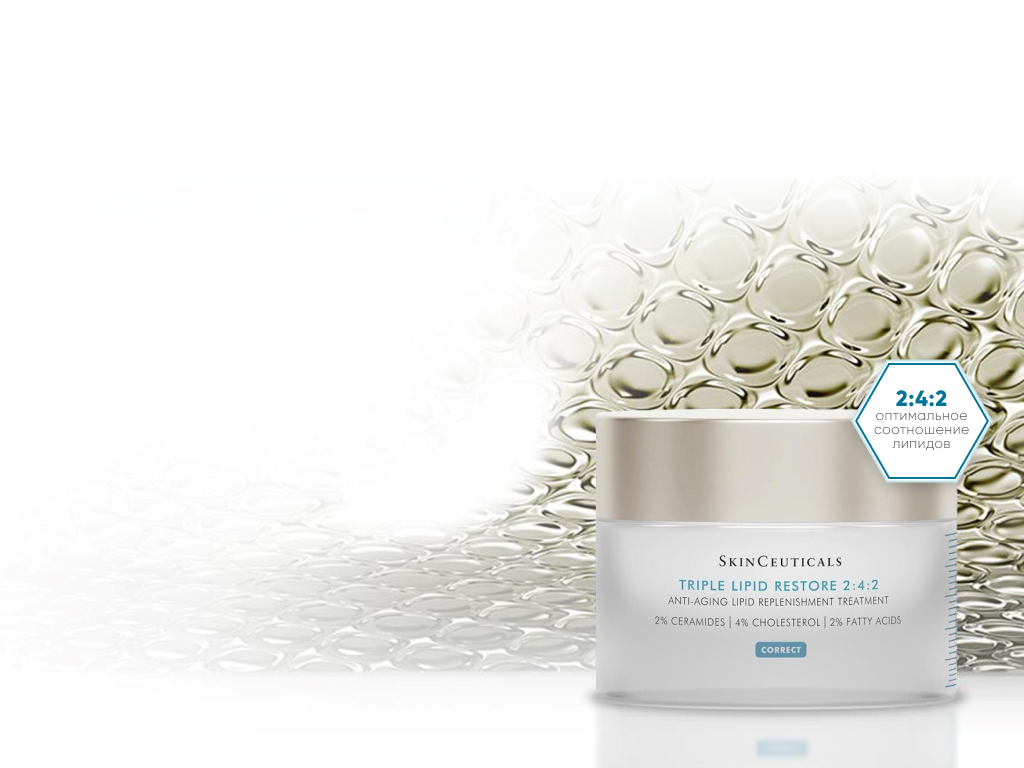 2:4:2
оптимальное
соотношение
липидов
SKINCEUTICALS
TRIPLE LIPID RESTORE 2:4:2
ANTI-AGING LIPID REPLENISHMENT TREATMENT
2% CERAMIDES | 4% CHOLESTEROL | 2% FATTY ACIDS
CORRECT